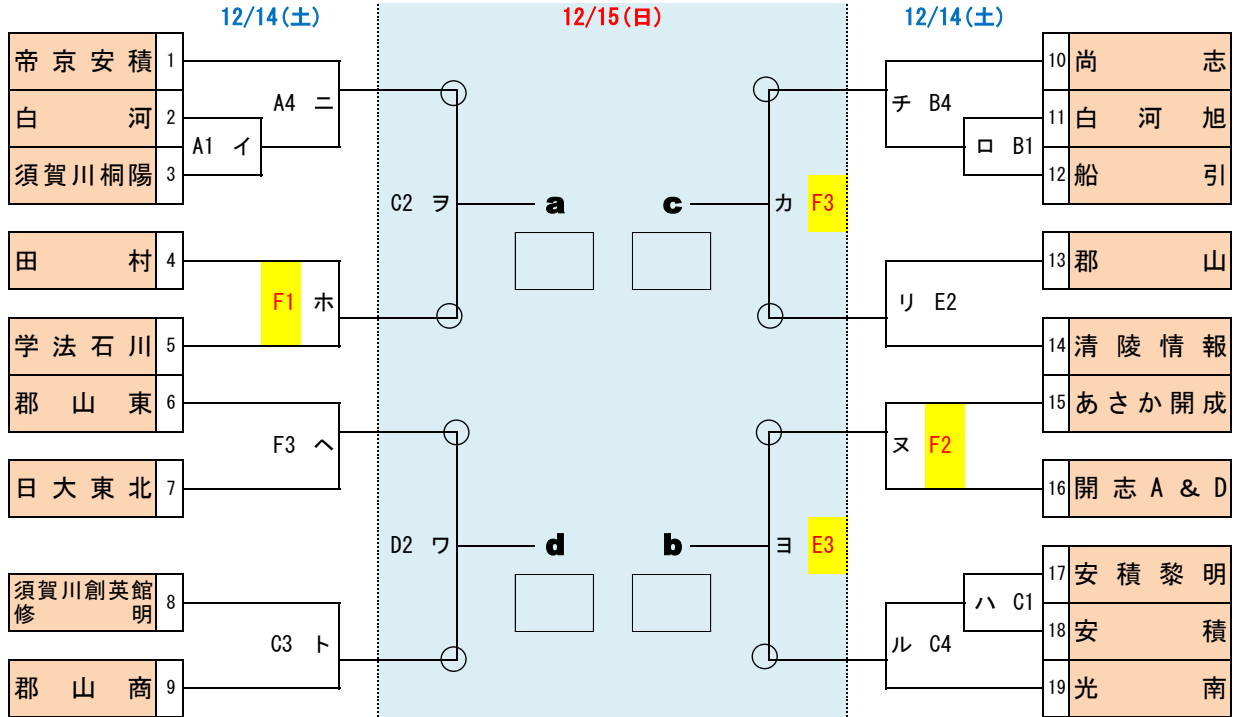 12/14(土)
12/15(日)
12/14(土)
帝京安積 1
白河 2
須賀川桐陽 3
A4 ニ
A1 イ
田村 4
学法石川 5
F1 ホ
C2 ヲ
a
郡山東 6
日大東北 7
F3 ヘ
須賀川創英館
修明 8
郡山商 9
C3 ト
D2 ワ
d
10 尚志
11 白河旭
12 船引
チ B4
ロ B1
c
カ F3
13 郡山
14 清陵情報
リ E2
15 あさか開成
16 開志A&D
ヌ F2
b
ヨ E3
17 安積黎明
18 安積
19 光南
ハ C1
ル C4